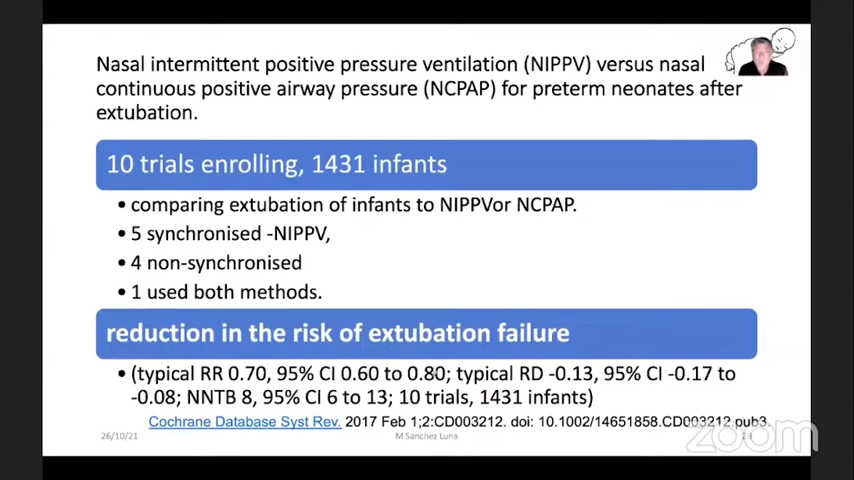 Nasal intermittent positive pressure ventilation (NIPPV) versus nasal
continuous positive airway pressure (NCPAP) for preterm neonates after
extubation.
10 trials enrolling, 1431 infants
• comparing extubation of infants to NIPPVor NCPAP.
• 5 synchronised -NIPPV,
• 4 non-synchronised
• 1 used both methods.
reduction in the risk of extubation failure
• (typical RR 0.70, 95% CI 0.60 to 0.80; typical RD -0.13, 95% CI -0.17 to
-0.08; NNTB 8, 95% CI 6 to 13; 10 trials, 1431 infants)
Cochrane Database Syst Rev. 2017 Feb 1;2:CD003212. doi: 10.1002/14651858.CD003212.pub3.
26/10/21
M Sanchez Luna
zoom